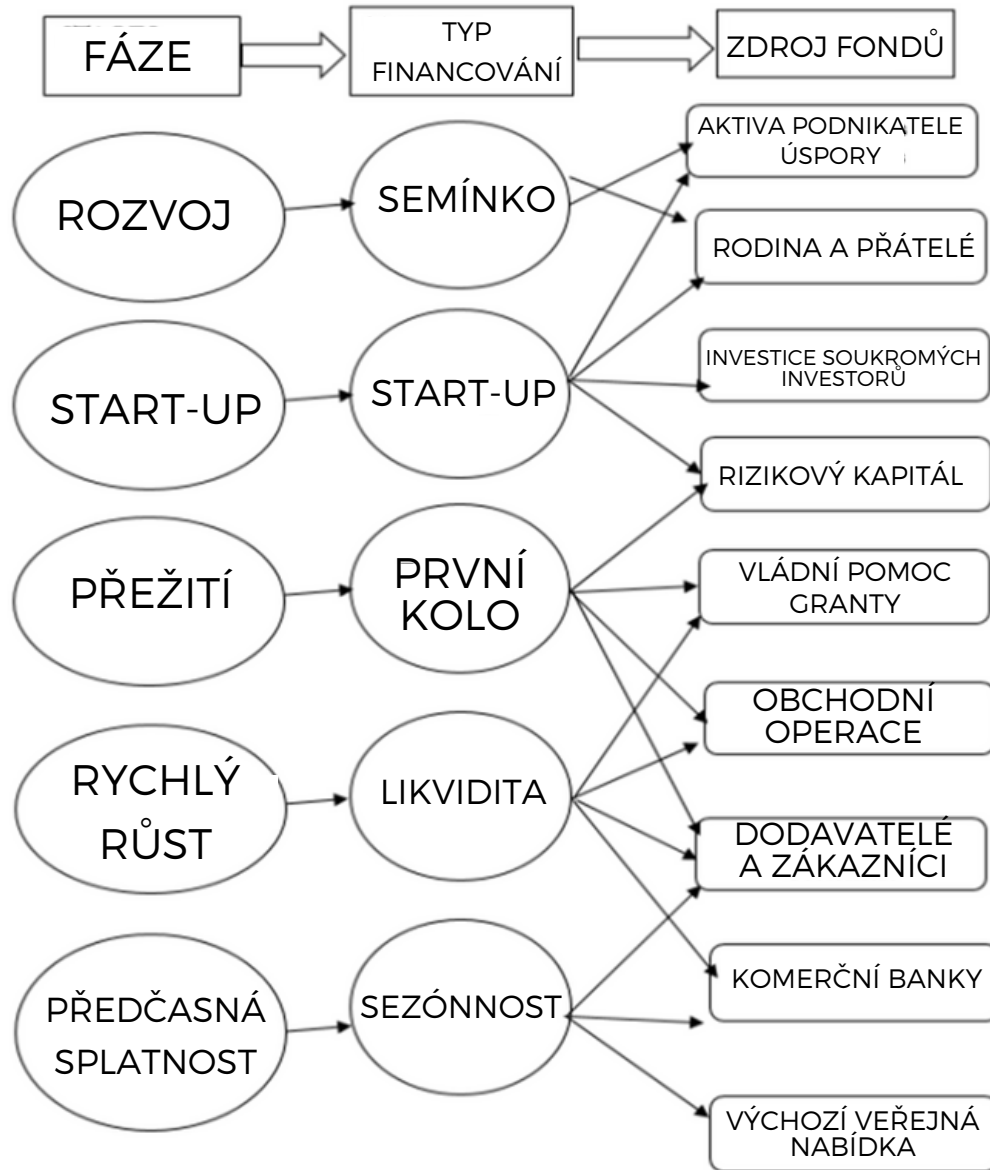 FÁZE
TYP
FINANCOVÁNÍ
ZDROJ FONDŮ
ROZVOJ
SEMÍNKO
AKTIVA PODNIKATELE
ÚSPORY
RODINA A PŘÁTELÉ
START-UP
START-UP
INVESTICE SOUKROMÝCH
INVESTORŮ
RIZIKOVÝ KAPITÁL
PŘEŽITÍ
PRVNÍ
KOLO
VLÁDNÍ POMOC
GRANTY
OBCHODNÍ
OPERACE
RYCHLÝ
RŮST
LIKVIDITA
DODAVATELÉ
A ZÁKAZNÍCI
PŘEDČASNÁ
SPLATNOST
SEZÓNNOST
KOMERČNÍ BANKY
VÝCHOZÍ VEŘEJNÁ
NABÍDKA